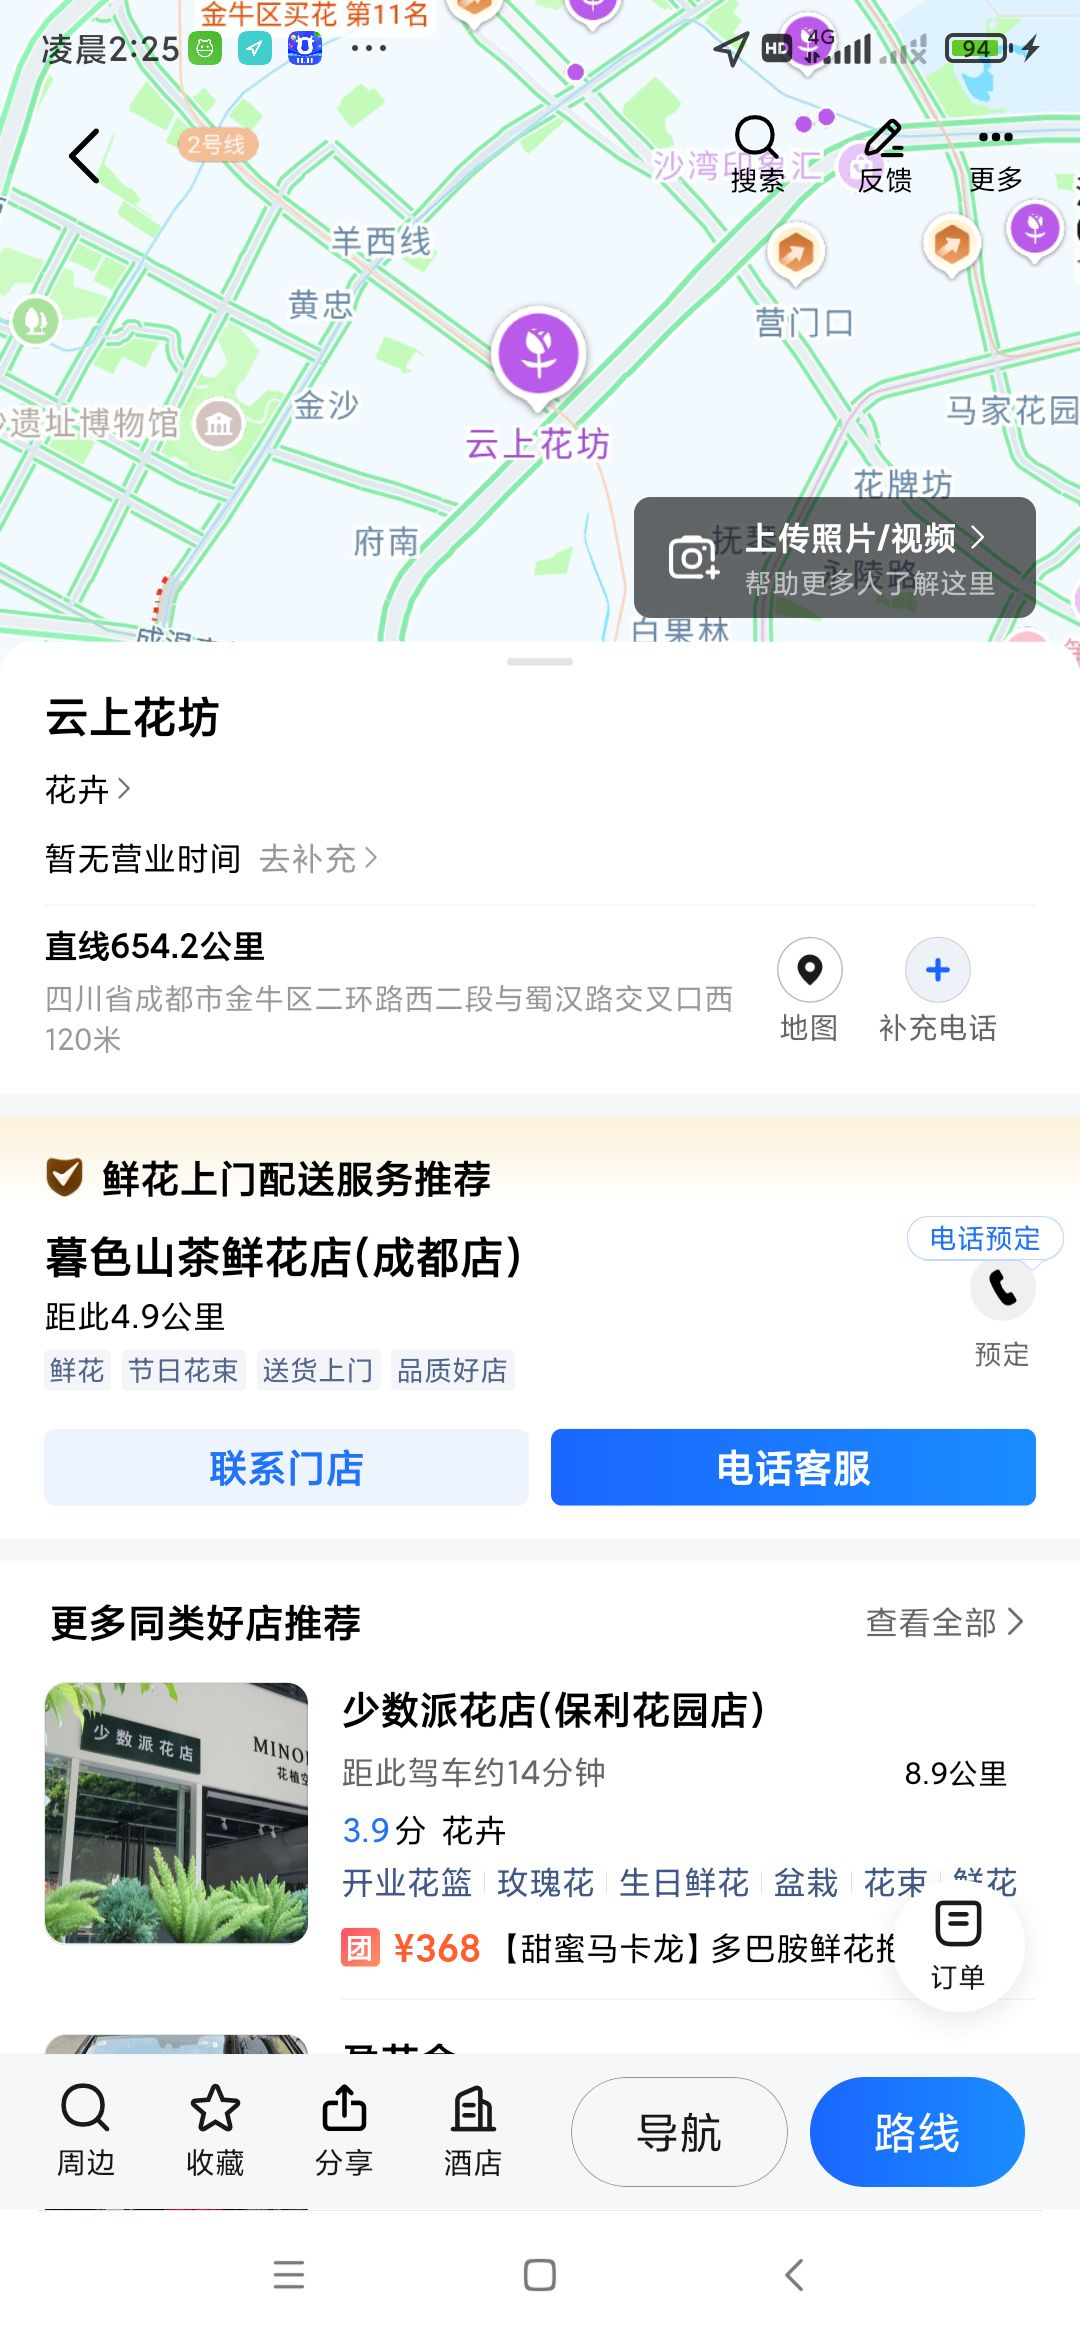 金牛区买花 第11名
凌晨2:25
HD 4G
94
2号线
沙湾印象汇
搜索
反馈
更多
羊西线
黄忠
营门口
金沙
遗址博物馆
马家花园
云上花坊
花牌坊
府南
抚琴
上传照片/视频
永陵路
帮助更多人了解这里
白果林
云上花坊
花卉
暂无营业时间 去补充
直线654.2公里
四川省成都市金牛区二环路西二段与蜀汉路交叉口西
120米
地图
补充电话
鲜花上门配送服务推荐
暮色山茶鲜花店(成都店)
电话预定
距此4.9公里
预定
鲜花 节日花束 送货上门 品质好店
联系门店
电话客服
更多同类好店推荐
查看全部
少数派花店
MINO
花植空
少数派花店(保利花园店)
距此驾车约14分钟
8.9公里
3.9分 花卉
开业花篮 玫瑰花 生日鲜花 盆栽 花束 鲜花
团 ¥368 【甜蜜马卡龙】多巴胺鲜花抱
订单
周边
收藏
分享
酒店
导航
路线